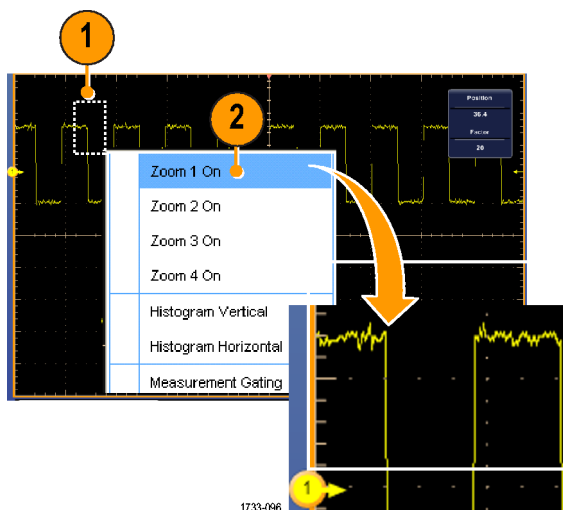 1
2
Position
36.4
Factor
20
Zoom 1 On
Zoom 2 On
Zoom 3 On
Zoom 4 On
Histogram Vertical
Histogram Horizontal
Measurement Gating
1
1733-096